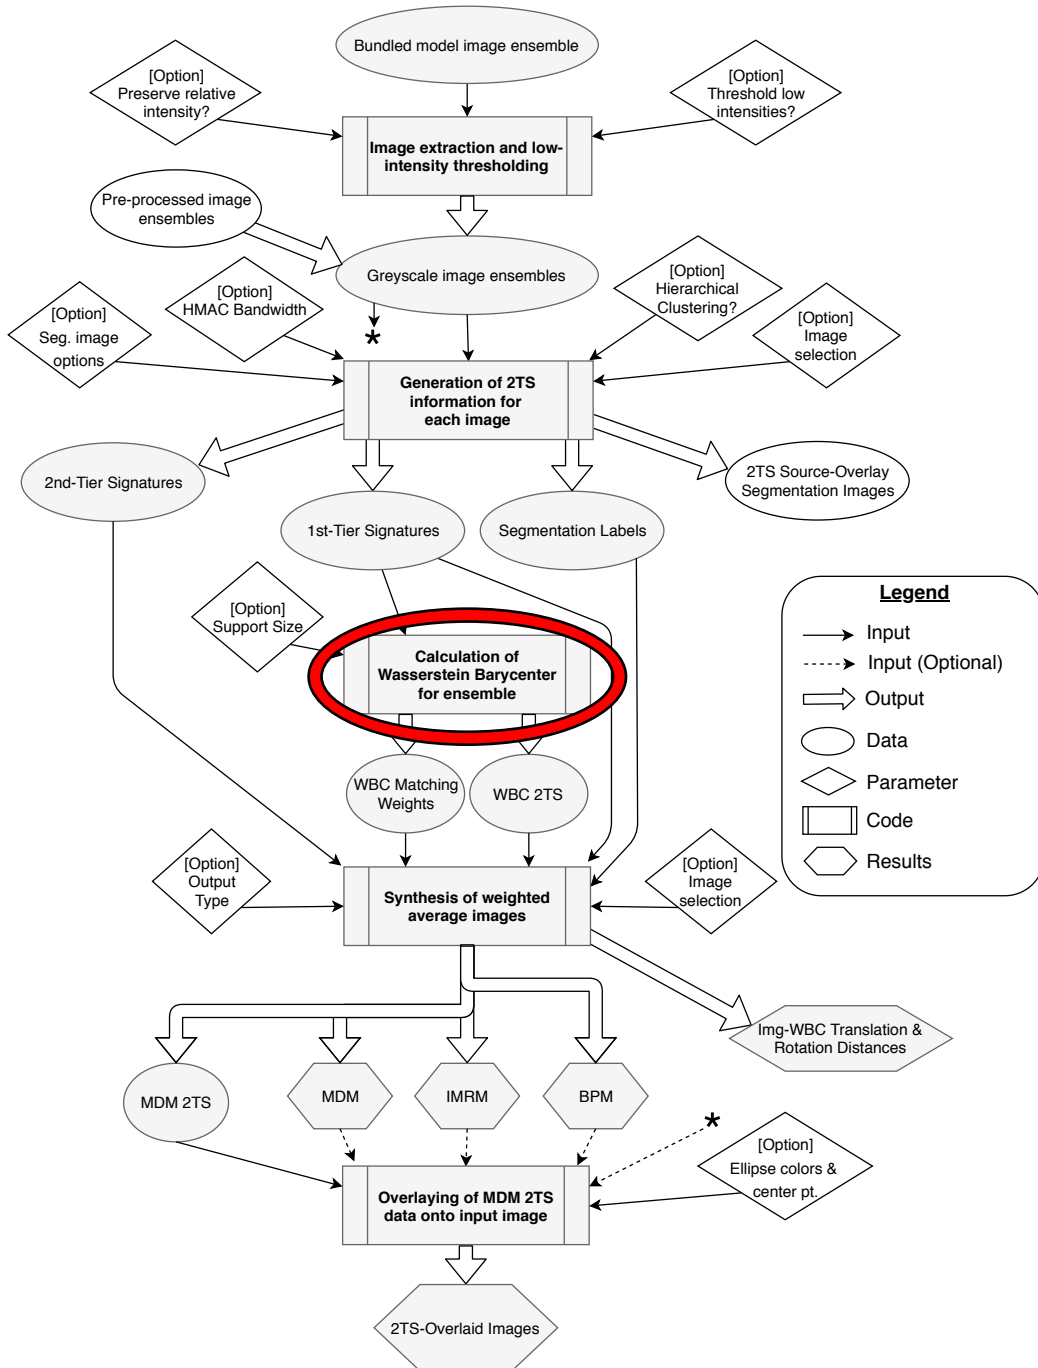 Bundled model image ensemble
[Option]
Preserve relative
intensity?
[Option]
Threshold low
intensities?
Image extraction and low-
intensity thresholding
Pre-processed image
ensembles
Greyscale image ensembles
[Option]
HMAC Bandwidth
[Option]
Hierarchical
Clustering?
[Option]
Seg. image
options
[Option]
Image
selection
*
Generation of 2TS
information for
each image
2nd-Tier Signatures
2TS Source-Overlay
Segmentation Images
1st-Tier Signatures
Segmentation Labels
[Option]
Support Size
Calculation of
Wasserstein Barycenter
for ensemble
Legend
Input
Input (Optional)
Output
Data
Parameter
Code
Results
WBC Matching
Weights
WBC 2TS
[Option]
Output
Type
[Option]
Image
selection
Synthesis of weighted
average images
Img-WBC Translation &
Rotation Distances
MDM 2TS
MDM
IMRM
BPM
*
[Option]
Ellipse colors &
center pt.
Overlaying of MDM 2TS
data onto input image
2TS-Overlaid Images